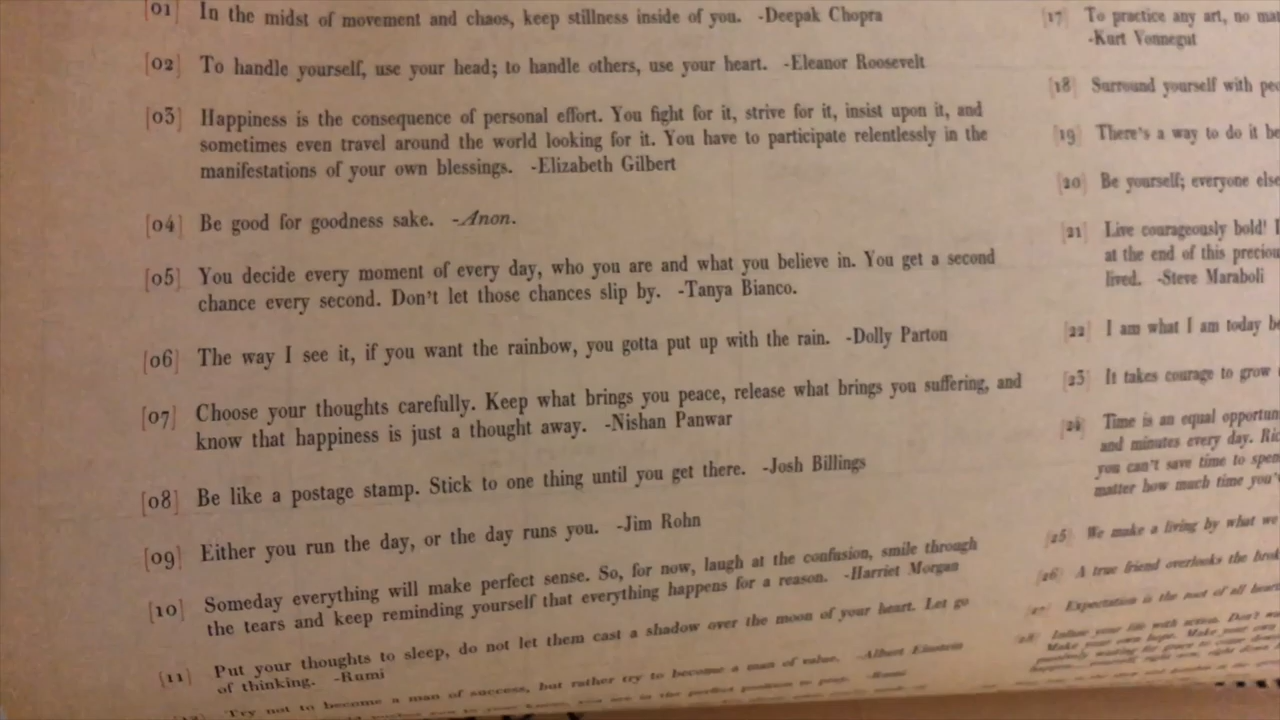 [01] In the midst of movement and chaos, keep stillness inside of you. -Deepak Chopra
[02] To handle yourself, use your head; to handle others, use your heart. -Eleanor Roosevelt
[03] Happiness is the consequence of personal effort. You fight for it, strive for it, insist upon it, and
sometimes even travel around the world looking for it. You have to participate relentlessly in the
manifestations of your own blessings. -Elizabeth Gilbert
[04] Be good for goodness sake. -Anon.
[05] You decide every moment of every day, who you are and what you believe in. You get a second
chance every second. Don't let those chances slip by. -Tanya Bianco.
[06] The way I see it, if you want the rainbow, you gotta put up with the rain. -Dolly Parton
[07] Choose your thoughts carefully. Keep what brings you peace, release what brings you suffering, and
know that happiness is just a thought away. -Nishan Panwar
[08] Be like a postage stamp. Stick to one thing until you get there. -Josh Billings
[09] Either you run the day, or the day runs you. -Jim Rohn
[10] Someday everything will make perfect sense. So, for now, laugh at the confusion, smile through
the tears and keep reminding yourself that everything happens for a reason. -Harriet Morgan
[11] Put your thoughts to sleep, do not let them cast a shadow over the moon of your heart. Let go
of thinking. -Rumi
Try not to become a man of success, but rather try to become a man of value. -Albert Einstein
[17] To practice any art, no
-Kurt Vonnegut
[18] Surround yourself with
[19] There's a way to do it
[20] Be yourself; everyone
[21] Live courageously bold!
at the end of this
lived. -Steve Maraboli
[22] I am what I am today
[23] It takes courage to grow
[24] Time is an equal
and minutes every day.
you can't save time to
matter how much time
[25] We make a living by what we
[26] A true friend overlooks the
Expectation is the root of all